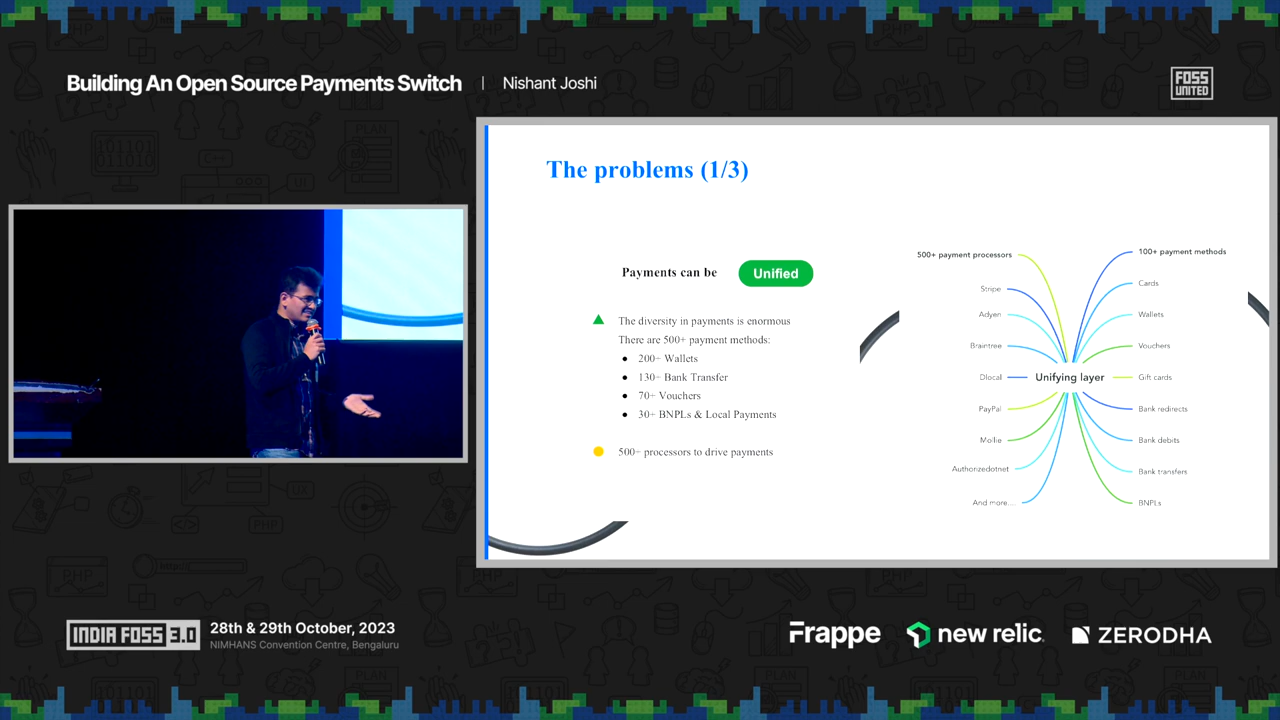 Building An Open Source Payments Switch | Nishant Joshi
FOSS
UNITED
The problems (1/3)
Payments can be Unified
The diversity in payments is enormous
There are 500+ payment methods:
200+ Wallets
130+ Bank Transfer
70+ Vouchers
30+ BNPLs & Local Payments
500+ processors to drive payments
500+ payment processors
Stripe
Adyen
Braintree
Dlocal
PayPal
Mollie
Authorizedotnet
And more...
Unifying layer
100+ payment methods
Cards
Wallets
Vouchers
Gift cards
Bank redirects
Bank debits
Bank transfers
BNPLs
INDIA FOSS 3.0
28th & 29th October, 2023
NIMHANS Convention Centre, Bengaluru
Frappe
new relic
ZERODHA